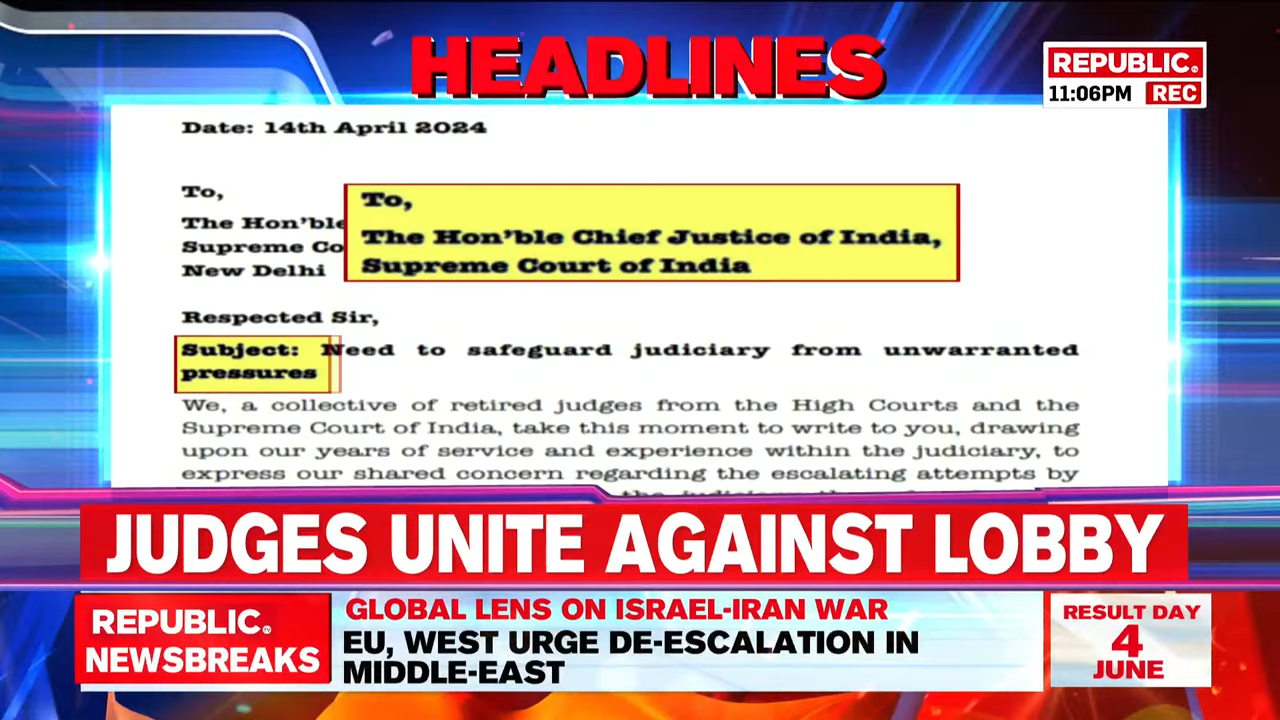 HEADLINES
REPUBLIC.
11:06PM REC
Date: 14th April 2024
To,
The Hon'ble
Supreme Co
New Delhi
To,
The Hon'ble Chief Justice of India,
Supreme Court of India
Respected Sir,
Subject: Need to safeguard judiciary from unwarranted
pressures
We, a collective of retired judges from the High Courts and the
Supreme Court of India, take this moment to write to you, drawing
upon our years of service and experience within the judiciary, to
express our shared concern regarding the escalating attempts by
JUDGES UNITE AGAINST LOBBY
REPUBLIC TV
NEWSBREAKS
GLOBAL LENS ON ISRAEL-IRAN WAR
EU, WEST URGE DE-ESCALATION IN
MIDDLE-EAST
RESULT DAY
4
JUNE